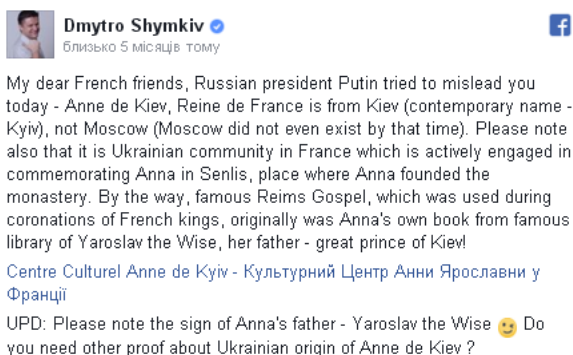 Dmytro Shymkiv
близько 5 місяців тому
My dear French friends, Russian president Putin tried to mislead you
today - Anne de Kiev, Reine de France is from Kiev (contemporary name -
Kyiv), not Moscow (Moscow did not even exist by that time). Please note
also that it is Ukrainian community in France which is actively engaged in
commemorating Anna in Senlis, place where Anna founded the
monastery. By the way, famous Reims Gospel, which was used during
coronations of French kings, originally was Anna's own book from famous
library of Yaroslav the Wise, her father - great prince of Kiev!
Centre Culturel Anne de Kyiv - Культурний Центр Анни Ярославни у
Франції
UPD: Please note the sign of Anna's father - Yaroslav the Wise 😉 Do
you need other proof about Ukrainian origin of Anne de Kiev ?